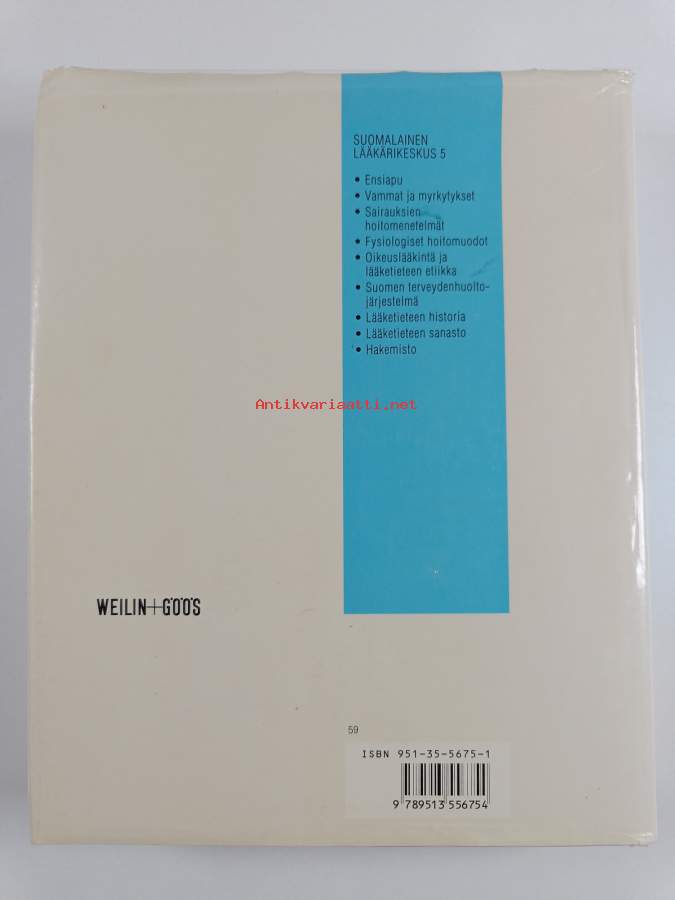 SUOMALAINEN
LÄÄKÄRIKESKUS 5
• Ensiapu
• Vammat ja myrkytykset
• Sairauksien
hoitomenetelmät
• Fysiologiset hoitomuodot
• Oikeuslääkintä ja
lääketieteen etiikka
• Suomen terveydenhuolto-
järjestelmä
• Lääketieteen historia
• Lääketieteen sanasto
• Hakemisto
Antikvariaatti.net
WEILIN+GÖÖS
59
ISBN 951-35-5675-1
9 789513 556754